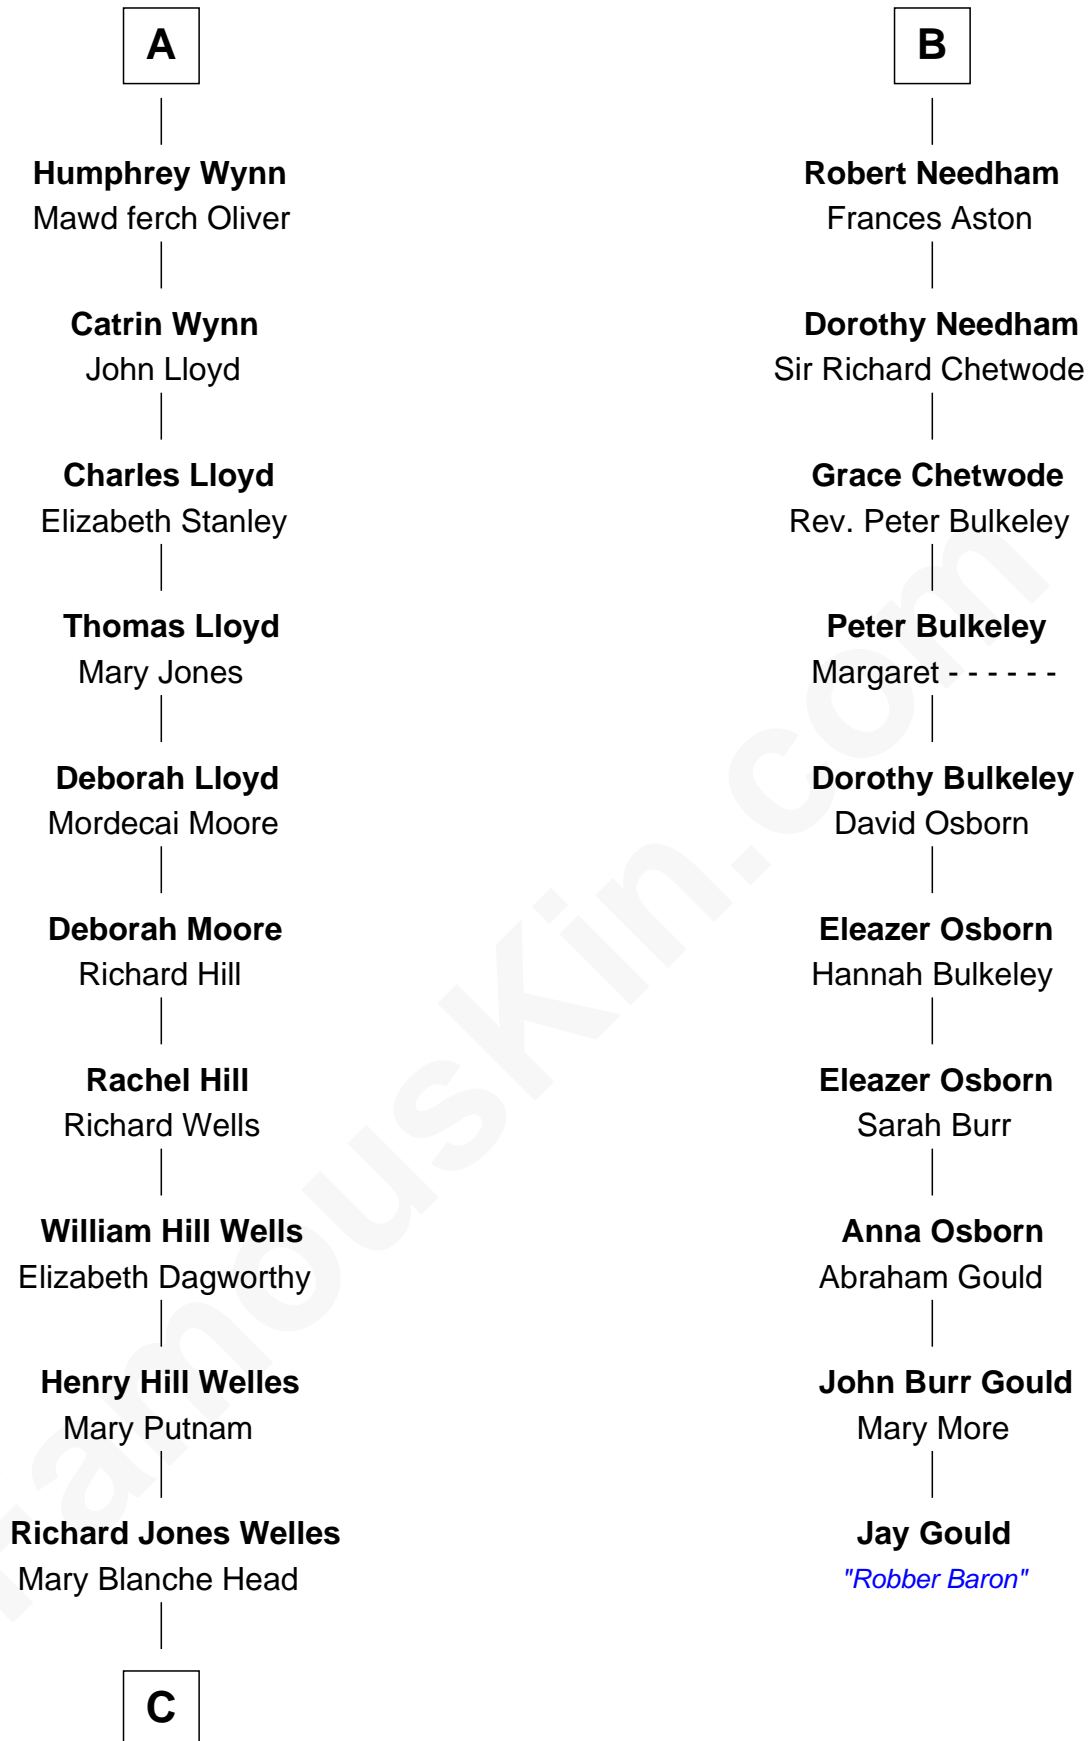 A
Humphrey Wynn
Mawd ferch Oliver
Catrin Wynn
John Lloyd
Charles Lloyd
Elizabeth Stanley
Thomas Lloyd
Mary Jones
Deborah Lloyd
Mordecai Moore
Deborah Moore
Richard Hill
Rachel Hill
Richard Wells
William Hill Wells
Elizabeth Dagworthy
Henry Hill Welles
Mary Putnam
Richard Jones Welles
Mary Blanche Head
C
B
Robert Needham
Frances Aston
Dorothy Needham
Sir Richard Chetwode
Grace Chetwode
Rev. Peter Bulkeley
Peter Bulkeley
Margaret - - - - - -
Dorothy Bulkeley
David Osborn
Eleazer Osborn
Hannah Bulkeley
Eleazer Osborn
Sarah Burr
Anna Osborn
Abraham Gould
John Burr Gould
Mary More
Jay Gould
"Robber Baron"
FamousKin.com